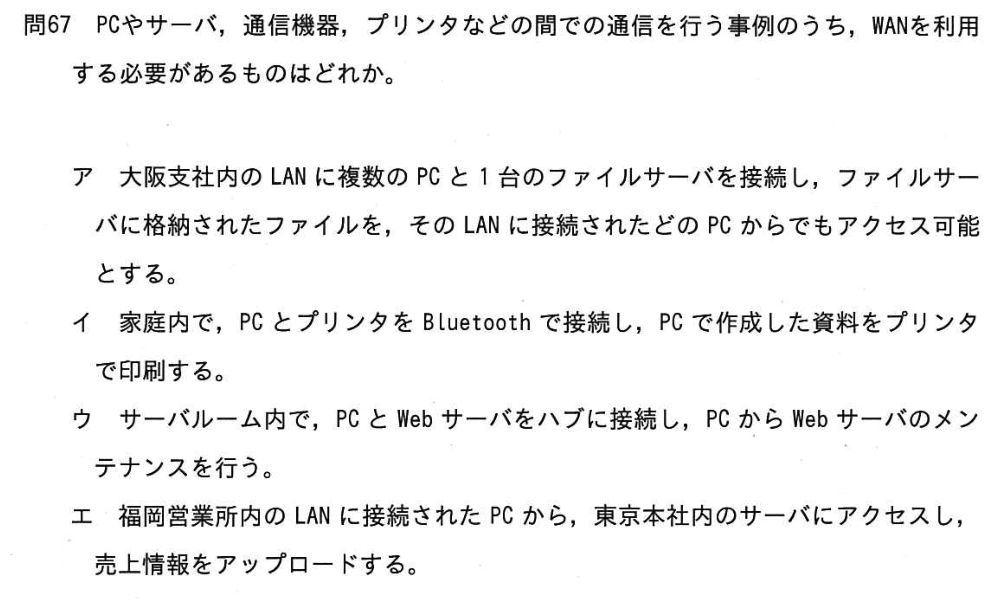 問67 PCやサーバ，通信機器，プリンタなどの間での通信を行う事例のうち，WANを利用
する必要があるものはどれか。
ア 大阪支社内の LAN に複数の PC と 1 台のファイルサーバを接続し，ファイルサー
バに格納されたファイルを，その LAN に接続されたどの PC からでもアクセス可能
とする。
イ 家庭内で，PC とプリンタを Bluetooth で接続し，PC で作成した資料をプリンタ
で印刷する。
ウ サーバルーム内で，PC と Web サーバをハブに接続し，PC から Web サーバのメン
テナンスを行う。
エ 福岡営業所内の LAN に接続された PC から，東京本社内のサーバにアクセスし，
売上情報をアップロードする。